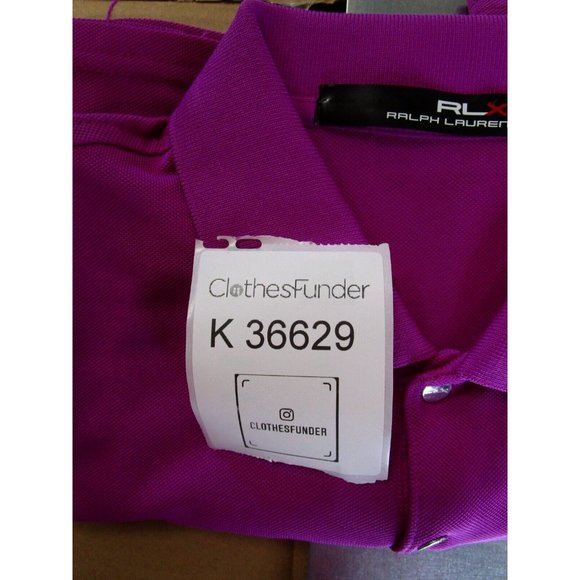 RLX
RALPH LAUREN
ClothesFunder
K 36629
CLOTHESFUNDER